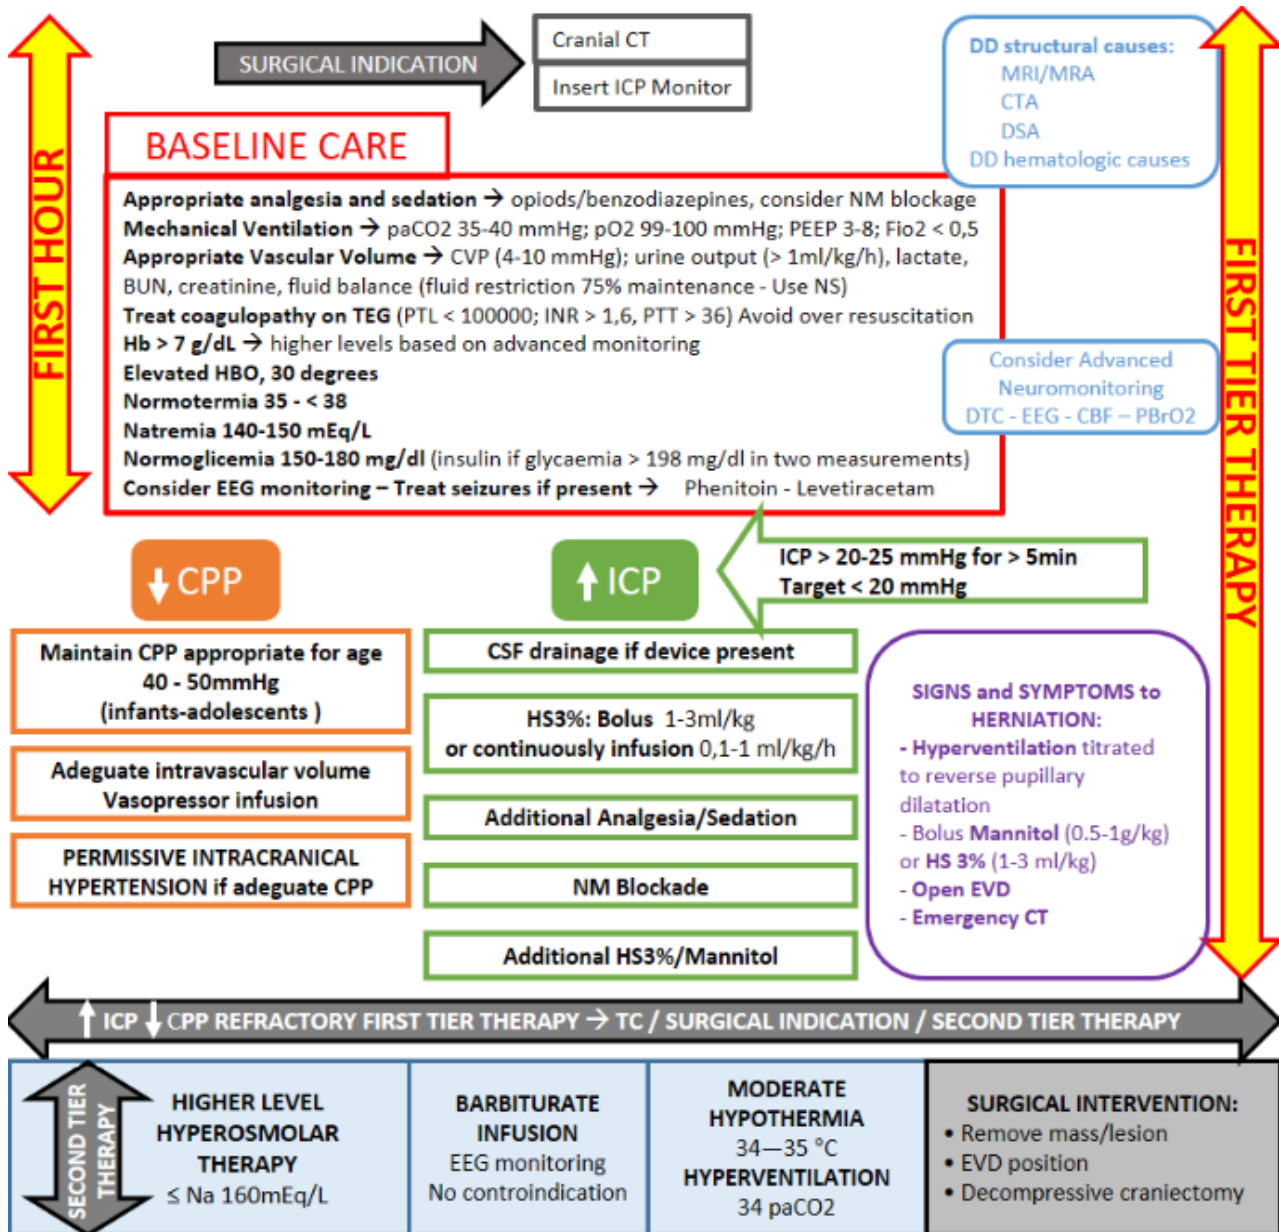 FIRST HOUR
SURGICAL INDICATION
Cranial CT
Insert ICP Monitor
DD structural causes:
MRI/MRA
CTA
DSA
DD hematologic causes
FIRST TIER THERAPY
BASELINE CARE
Appropriate analgesia and sedation → opiods/benzodiazepines, consider NM blockage
Mechanical Ventilation → paCO2 35-40 mmHg; pO2 99-100 mmHg; PEEP 3-8; Fio2 < 0,5
Appropriate Vascular Volume → CVP (4-10 mmHg); urine output (> 1ml/kg/h), lactate,
BUN, creatinine, fluid balance (fluid restriction 75% maintenance - Use NS)
Treat coagulopathy on TEG (PTL < 100000; INR > 1,6, PTT > 36) Avoid over resuscitation
Hb > 7 g/dL → higher levels based on advanced monitoring
Elevated HBO, 30 degrees
Normotermia 35 - < 38
Natremia 140-150 mEq/L
Normoglicemia 150-180 mg/dl (insulin if glycaemia > 198 mg/dl in two measurements)
Consider EEG monitoring – Treat seizures if present → Phenitoin - Levetiracetam
Consider Advanced
Neuromonitoring
DTC - EEG - CBF – PBrO2
↓ CPP
Maintain CPP appropriate for age
40 - 50mmHg
(infants-adolescents )
Adeguate intravascular volume
Vasopressor infusion
PERMISSIVE INTRACRANICAL
HYPERTENSION if adeguate CPP
↑ ICP
ICP > 20-25 mmHg for > 5min
Target < 20 mmHg
CSF drainage if device present
HS3%: Bolus 1-3ml/kg
or continuously infusion 0,1-1 ml/kg/h
Additional Analgesia/Sedation
NM Blockade
Additional HS3%/Mannitol
SIGNS and SYMPTOMS to
HERNIATION:
- Hyperventilation titrated
to reverse pupillary
dilatation
- Bolus Mannitol (0.5-1g/kg)
or HS 3% (1-3 ml/kg)
- Open EVD
- Emergency CT
↑ ICP ↓ CPP REFRACTORY FIRST TIER THERAPY → TC / SURGICAL INDICATION / SECOND TIER THERAPY
SECOND TIER
THERAPY
HIGHER LEVEL
HYPEROSMOLAR
THERAPY
≤ Na 160mEq/L
BARBITURATE
INFUSION
EEG monitoring
No controindication
MODERATE
HYPOTHERMIA
34—35 °C
HYPERVENTILATION
34 paCO2
SURGICAL INTERVENTION:
• Remove mass/lesion
• EVD position
• Decompressive craniectomy